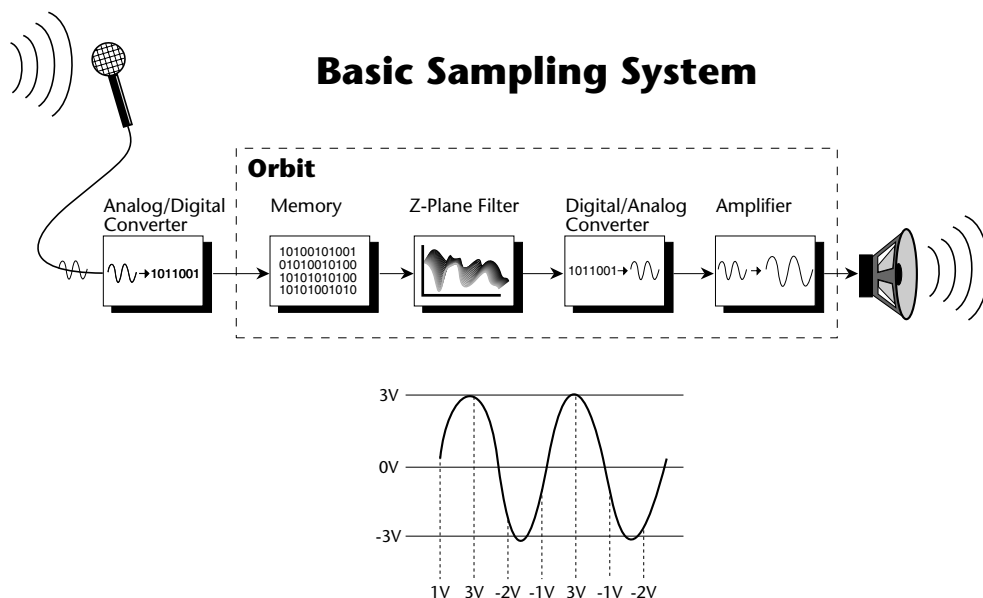 Basic Sampling System
Orbit
Analog/Digital
Converter
Memory
Z-Plane Filter
Digital/Analog
Converter
Amplifier
1011001
10100101001
01010010100
10101010100
10101001010
1011001
3V
0V
-3V
1V 3V -2V -1V 3V -1V -2V